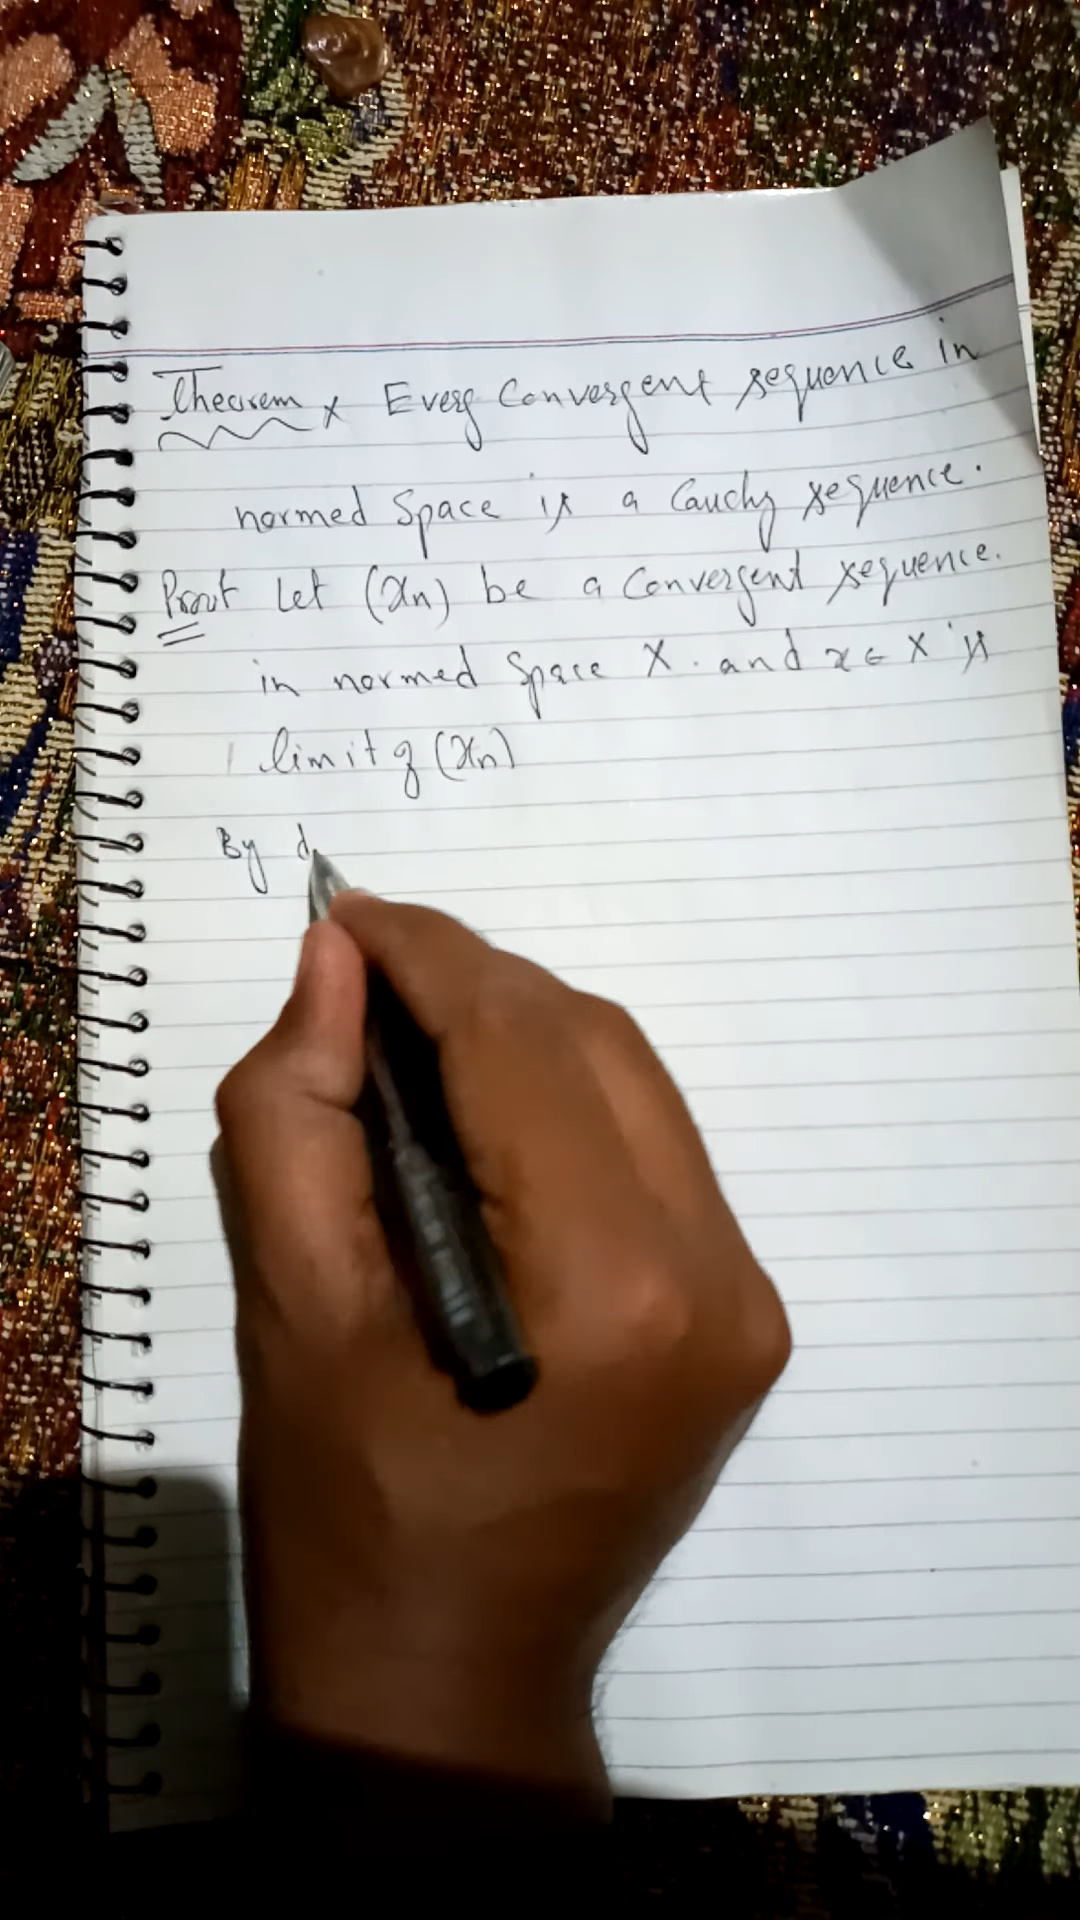 Theorem x Every Convergent sequence in
normed Space is a Cauchy sequence.
Proof Let (xn) be a Convergent sequence.
in normed Space X. and x ∈ X is
limit of (xn)
By d